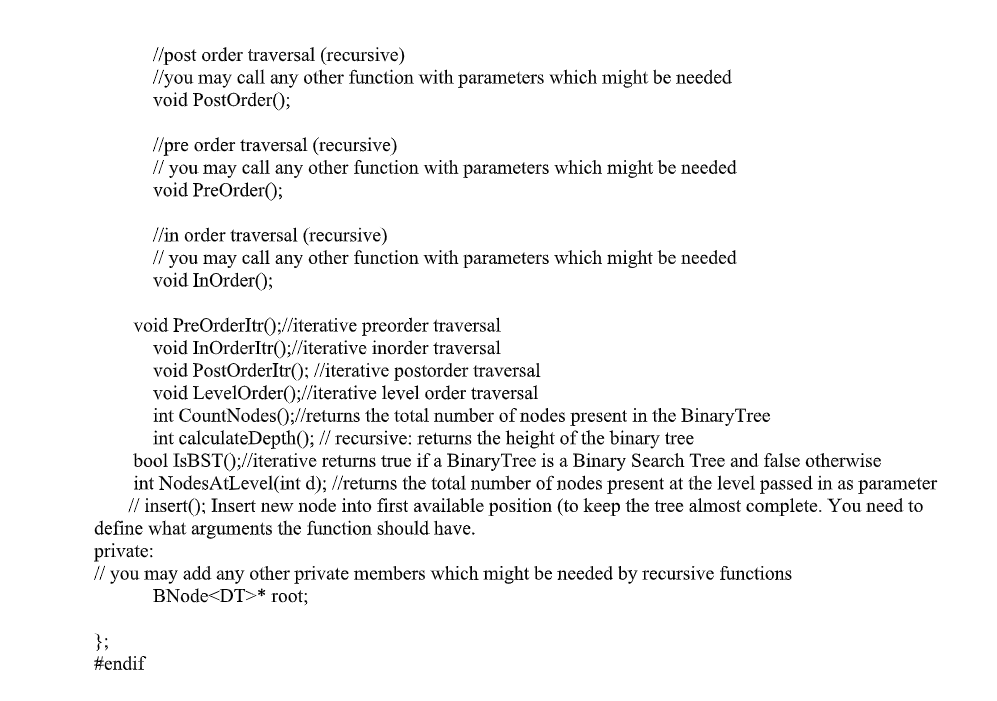 //post order traversal (recursive)
//you may call any other function with parameters which might be needed
void PostOrder();
//pre order traversal (recursive)
// you may call any other function with parameters which might be needed
void PreOrder();
//in order traversal (recursive)
// you may call any other function with parameters which might be needed
void InOrder();
void PreOrderItr();//iterative preorder traversal
void InOrderItr();//iterative inorder traversal
void PostOrderItr(); //iterative postorder traversal
void LevelOrder();//iterative level order traversal
int CountNodes();//returns the total number of nodes present in the BinaryTree
int calculateDepth(); // recursive: returns the height of the binary tree
bool IsBST();//iterative returns true if a BinaryTree is a Binary Search Tree and false otherwise
int NodesAtLevel(int d); //returns the total number of nodes present at the level passed in as parameter
// insert(); Insert new node into first available position (to keep the tree almost complete. You need to
define what arguments the function should have.
private:
// you may add any other private members which might be needed by recursive functions
BNode<DT>* root;
};
#endif